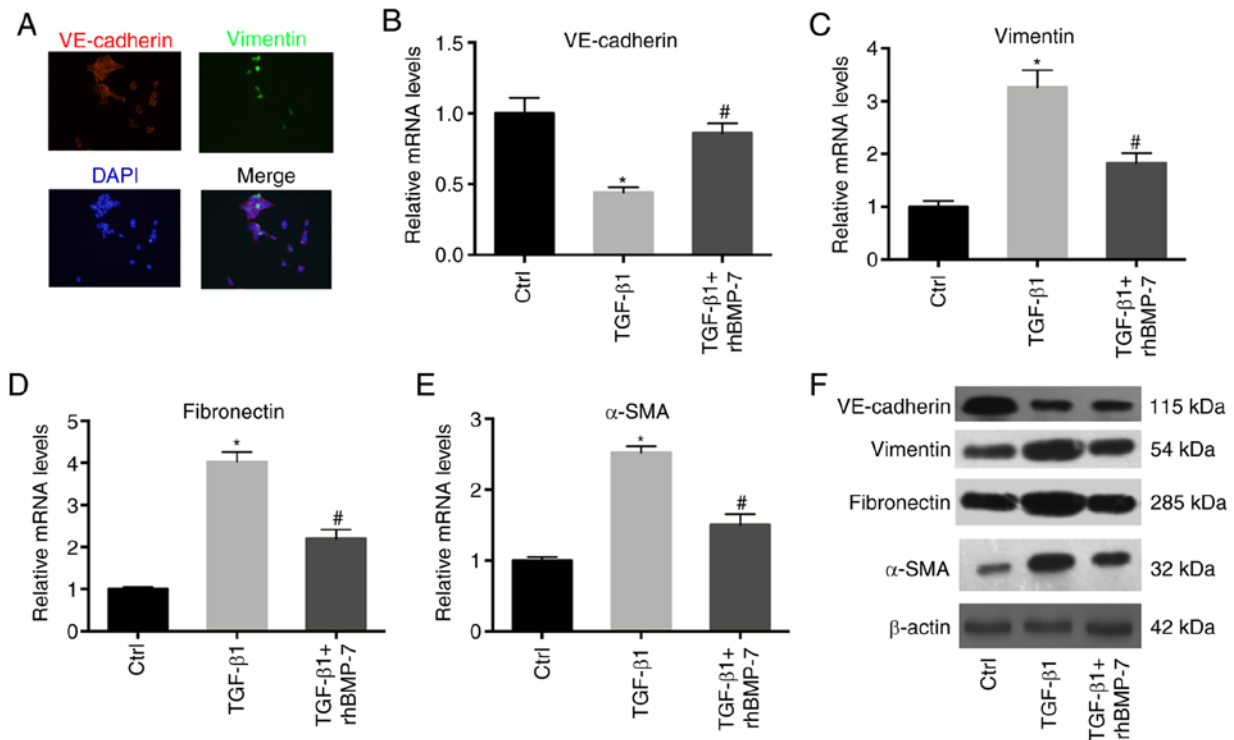 A
VE-cadherin
Vimentin
DAPI
Merge
B
VE-cadherin
Relative mRNA levels
1.5
1.0
0.5
0.0
*
#
Ctrl
TGF-β1
TGF-β1+
rhBMP-7
C
Vimentin
Relative mRNA levels
4
3
2
1
0
*
#
Ctrl
TGF-β1
TGF-β1+
rhBMP-7
D
Fibronectin
Relative mRNA levels
5
4
2
1
0
*
#
Ctrl
TGF-β1
TGF-β1+
rhBMP-7
E
α-SMA
Relative mRNA levels
3
2
1
0
*
#
Ctrl
TGF-β1
TGF-β1+
rhBMP-7
F
VE-cadherin 115 kDa
Vimentin 54 kDa
Fibronectin 285 kDa
α-SMA 32 kDa
β-actin 42 kDa
Ctrl
TGF-β1
TGF-β1+
rhBMP-7